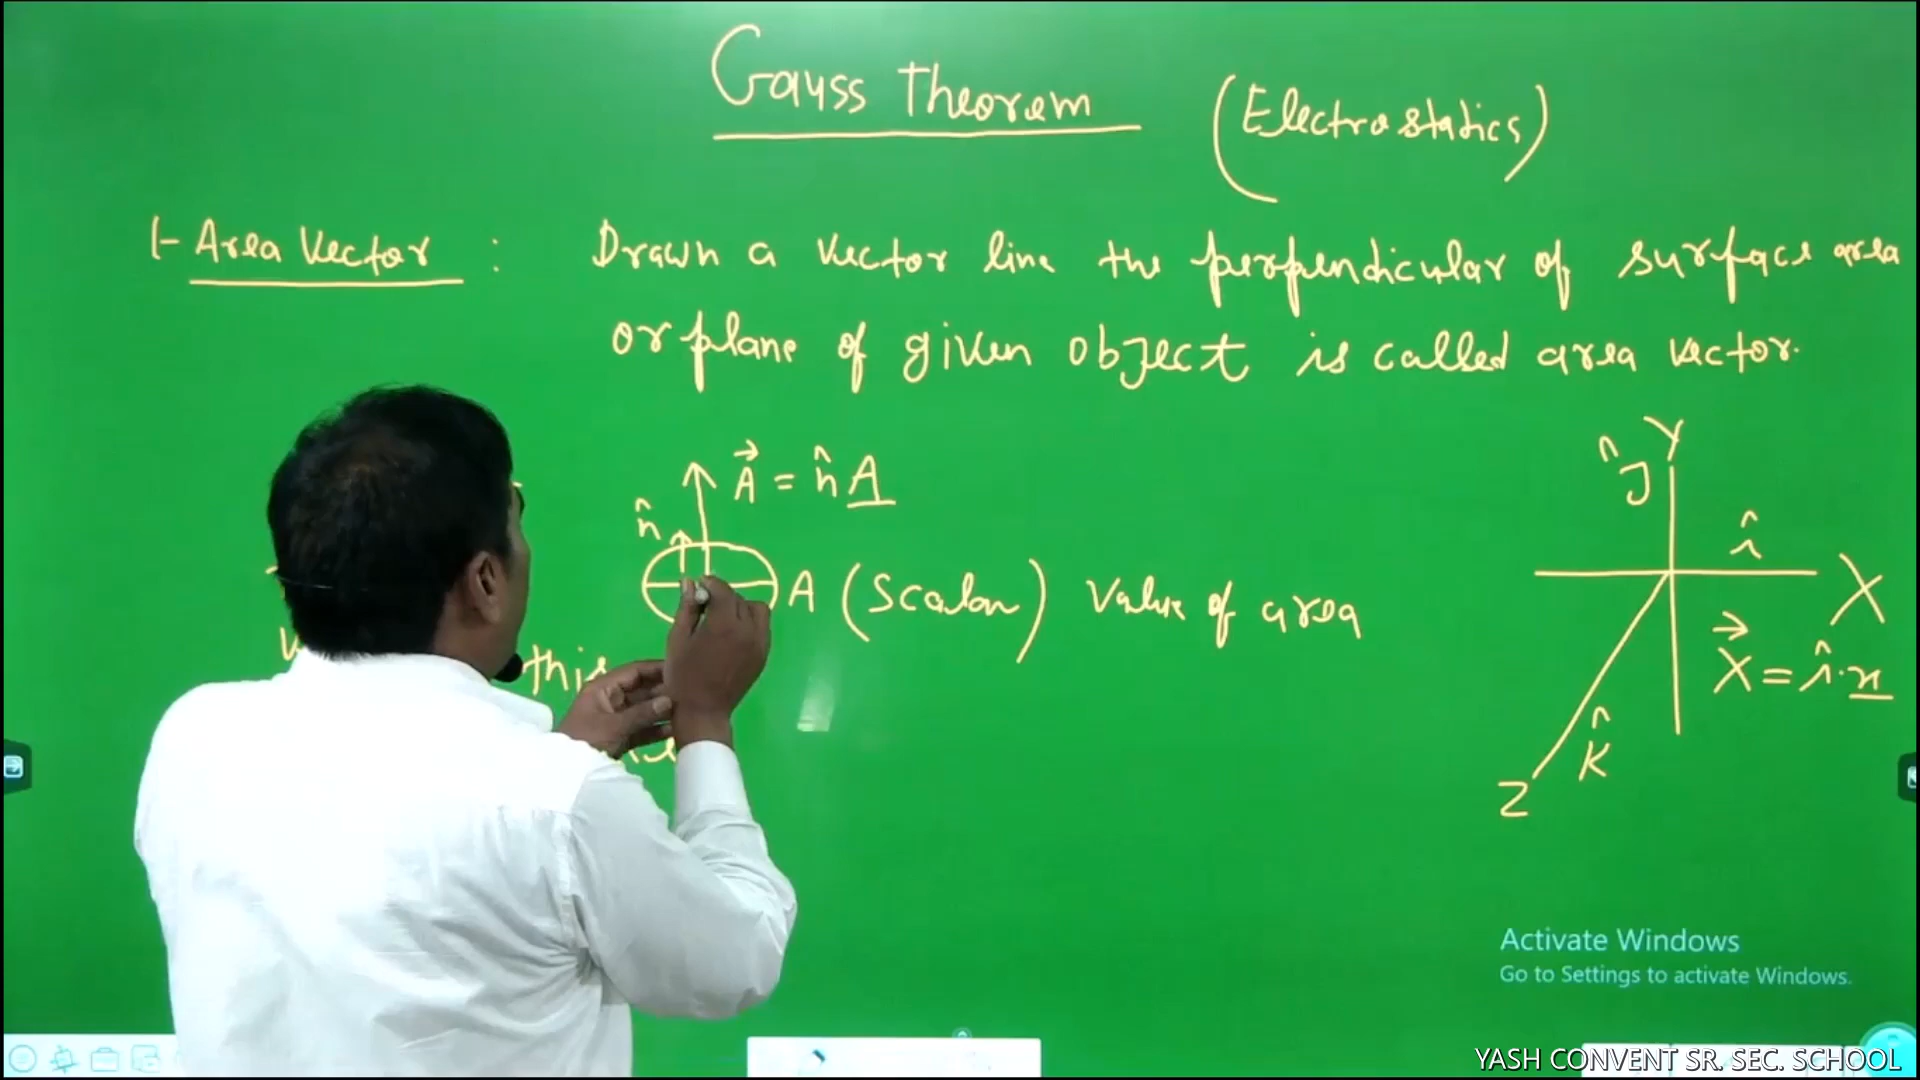 Gauss Theorem (Electrostatics)
1- Area Vector : Drawn a vector line the perpendicular of surface area
or plane of given object is called area vector.
A⃗ = n̂ A
n̂
A (Scalar) Value of area
this
Y
ĵ
î
X
X⃗ = î.x
k̂
Z
Activate Windows
Go to Settings to activate Windows.
YASH CONVENT SR. SEC. SCHOOL